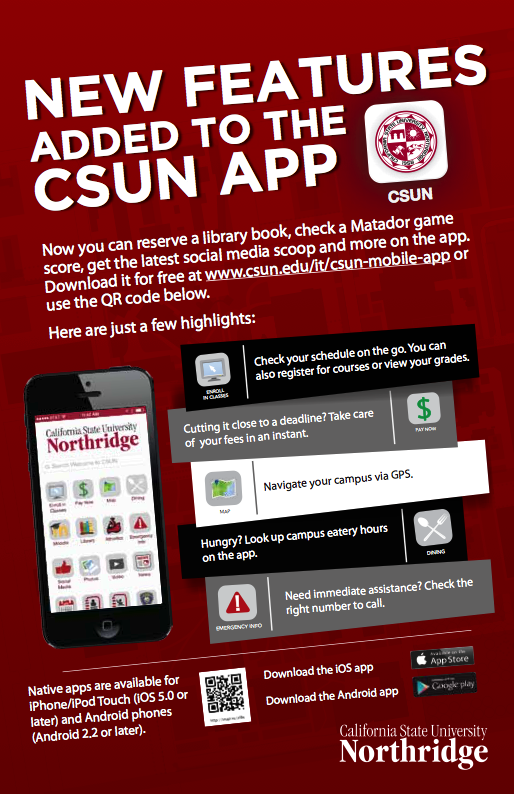 NEW FEATURES
ADDED TO THE
CSUN APP
CSUN
Now you can reserve a library book, check a Matador game
score, get the latest social media scoop and more on the app.
Download it for free at www.csun.edu/it/csun-mobile-app or
use the QR code below.
Here are just a few highlights:
ENROLL
IN CLASSES
Check your schedule on the go. You can
also register for courses or view your grades.
Cutting it close to a deadline? Take care
of your fees in an instant.
PAY NOW
MAP
Navigate your campus via GPS.
Hungry? Look up campus eatery hours
on the app.
DINING
EMERGENCY INFO
Need immediate assistance? Check the
right number to call.
11:42 AM
California State University
Northridge
Search Welcome to CSUN
Enroll in
Classes
Pay Now
Map
Dining
Moodle
Library
Athletics
Emergency
Info
Social
Media
Photos
Video
News
Native apps are available for
iPhone/iPod Touch (iOS 5.0 or
later) and Android phones
(Android 2.2 or later).
Download the iOS app
Download the Android app
Available on the
App Store
Google play
California State University
Northridge